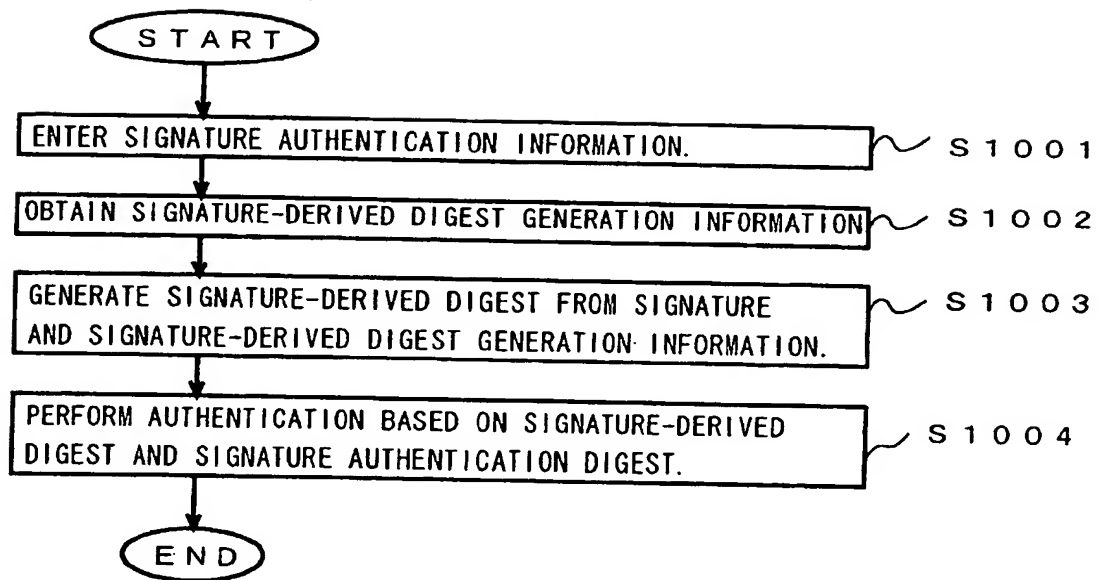 START
ENTER SIGNATURE AUTHENTICATION INFORMATION.
S1001
OBTAIN SIGNATURE-DERIVED DIGEST GENERATION INFORMATION
S1002
GENERATE SIGNATURE-DERIVED DIGEST FROM SIGNATURE
AND SIGNATURE-DERIVED DIGEST GENERATION INFORMATION.
S1003
PERFORM AUTHENTICATION BASED ON SIGNATURE-DERIVED
DIGEST AND SIGNATURE AUTHENTICATION DIGEST.
S1004
END